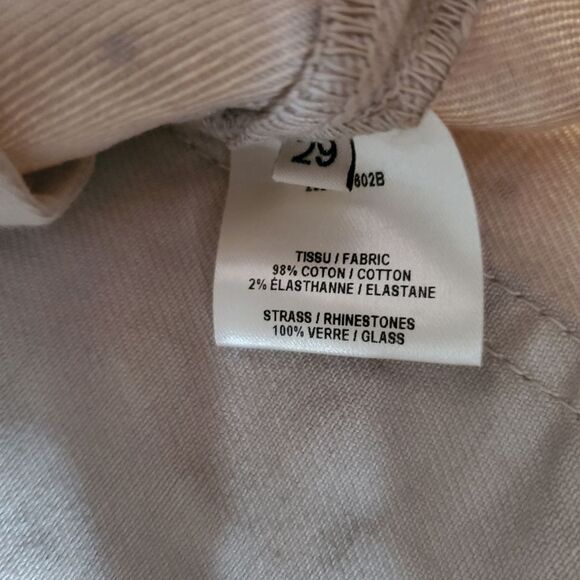 29
802B
TISSU / FABRIC
98% COTON / COTTON
2% ÉLASTHANNE / ELASTANE
STRASS / RHINESTONES
100% VERRE / GLASS